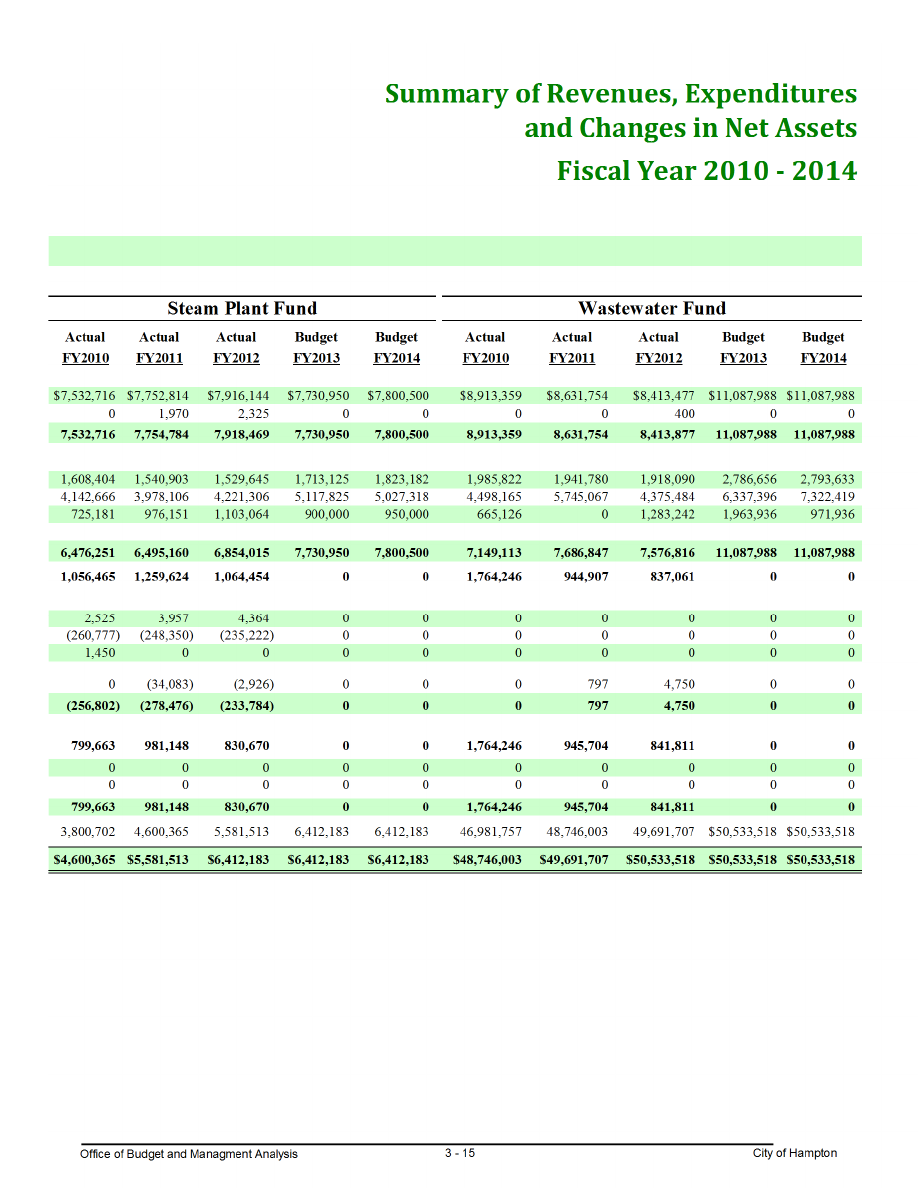 Summary of Revenues, Expenditures
and Changes in Net Assets
Fiscal Year 2010 - 2014
Steam Plant Fund Wastewater Fund
Actual Actual Actual Budget Budget Actual Actual Actual Budget Budget
FY2010 FY2011 FY2012 FY2013 FY2014 FY2010 FY2011 FY2012 FY2013 FY2014
$7,532,716 $7,752,814 $7,916,144 $7,730,950 $7,800,500 $8,913,359 $8,631,754 $8,413,477 $11,087,988 $11,087,988
0 1,970 2,325 0 0 0 0 400 0 0
7,532,716 7,754,784 7,918,469 7,730,950 7,800,500 8,913,359 8,631,754 8,413,877 11,087,988 11,087,988
1,608,404 1,540,903 1,529,645 1,713,125 1,823,182 1,985,822 1,941,780 1,918,090 2,786,656 2,793,633
4,142,666 3,978,106 4,221,306 5,117,825 5,027,318 4,498,165 5,745,067 4,375,484 6,337,396 7,322,419
725,181 976,151 1,103,064 900,000 950,000 665,126 0 1,283,242 1,963,936 971,936
6,476,251 6,495,160 6,854,015 7,730,950 7,800,500 7,149,113 7,686,847 7,576,816 11,087,988 11,087,988
1,056,465 1,259,624 1,064,454 0 0 1,764,246 944,907 837,061 0 0
2,525 3,957 4,364 0 0 0 0 0 0 0
(260,777) (248,350) (235,222) 0 0 0 0 0 0 0
1,450 0 0 0 0 0 0 0 0 0
0 (34,083) (2,926) 0 0 0 797 4,750 0 0
(256,802) (278,476) (233,784) 0 0 0 797 4,750 0 0
799,663 981,148 830,670 0 0 1,764,246 945,704 841,811 0 0
0 0 0 0 0 0 0 0 0 0
0 0 0 0 0 0 0 0 0 0
799,663 981,148 830,670 0 0 1,764,246 945,704 841,811 0 0
3,800,702 4,600,365 5,581,513 6,412,183 6,412,183 46,981,757 48,746,003 49,691,707 $50,533,518 $50,533,518
$4,600,365 $5,581,513 $6,412,183 $6,412,183 $6,412,183 $48,746,003 $49,691,707 $50,533,518 $50,533,518 $50,533,518
Office of Budget and Managment Analysis 3 - 15 City of Hampton